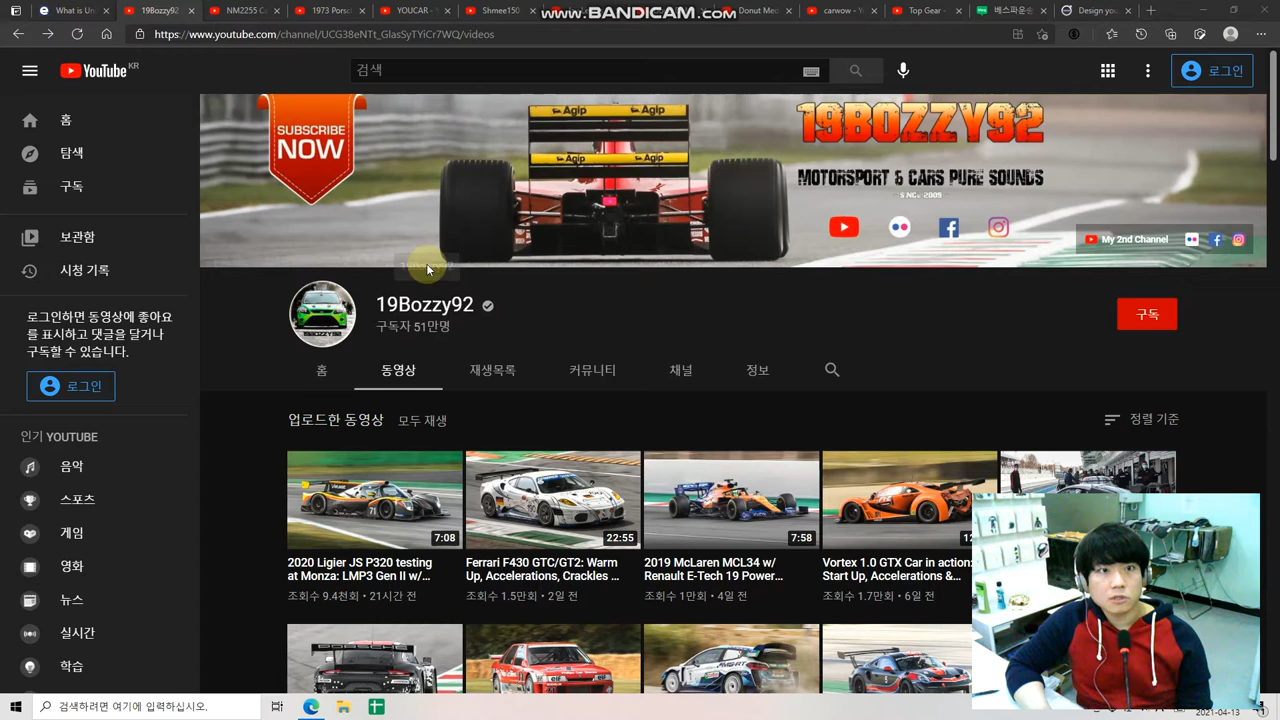 What is Un
19Bozzy92
NM2255 Ca
1973 Porsc
YOUCAR - Y
Shmee150
Donut Med
carwow - Yo
Top Gear -
Design you
www.BANDICAM.com
https://www.youtube.com/channel/UCG38eNTt_GlasSyTYiCr7WQ/videos
YouTube KR
검색
로그인
홈
탐색
구독
보관함
시청 기록
로그인하면 동영상에 좋아요
를 표시하고 댓글을 달거나
구독할 수 있습니다.
로그인
인기 YOUTUBE
음악
스포츠
게임
영화
뉴스
실시간
학습
SUBSCRIBE
NOW
Agip Agip
Agip Agip
19BOZZY92
MOTORSPORT & CARS PURE SOUNDS
SINCE 2005
My 2nd Channel
19Bozzy92
구독자 51만명
구독
홈 동영상 재생목록 커뮤니티 채널 정보
업로드한 동영상 모두 재생
정렬 기준
7:08
22:55
7:58
2020 Ligier JS P320 testing
at Monza: LMP3 Gen II w/...
조회수 9.4천회 • 21시간 전
Ferrari F430 GTC/GT2: Warm
Up, Accelerations, Crackles ...
조회수 1.5만회 • 2일 전
2019 McLaren MCL34 w/
Renault E-Tech 19 Power...
조회수 1만회 • 4일 전
Vortex 1.0 GTX Car in action:
Start Up, Accelerations &...
조회수 1.7만회 • 6일 전
PORSCHE
검색하려면 여기에 입력하십시오.
2021-04-13